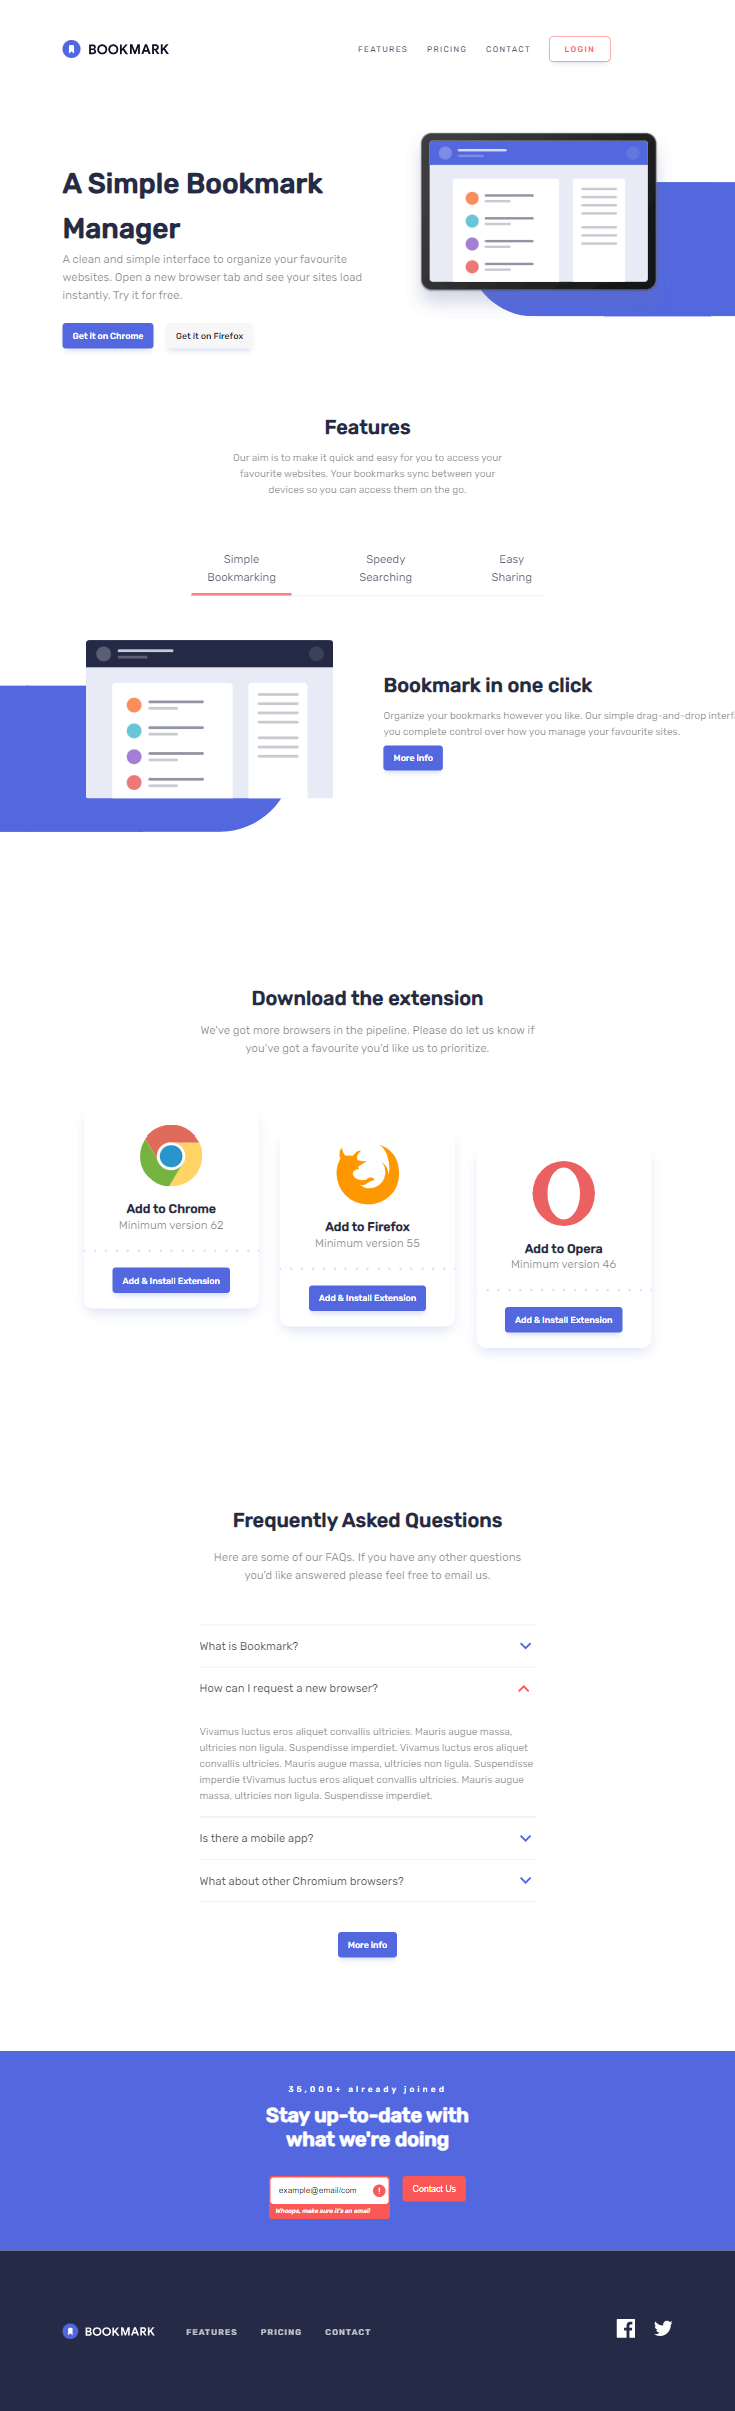 BOOKMARK
FEATURES PRICING CONTACT LOGIN
A Simple Bookmark
Manager
A clean and simple interface to organize your favourite
websites. Open a new browser tab and see your sites load
instantly. Try it for free.
Get it on Chrome Get it on Firefox
Features
Our aim is to make it quick and easy for you to access your
favourite websites. Your bookmarks sync between your
devices so you can access them on the go.
Simple
Bookmarking
Speedy
Searching
Easy
Sharing
Bookmark in one click
Organize your bookmarks however you like. Our simple drag-and-drop interf
you complete control over how you manage your favourite sites.
More Info
Download the extension
We've got more browsers in the pipeline. Please do let us know if
you've got a favourite you'd like us to prioritize.
Add to Chrome
Minimum version 62
Add & Install Extension
Add to Firefox
Minimum version 55
Add & Install Extension
Add to Opera
Minimum version 46
Add & Install Extension
Frequently Asked Questions
Here are some of our FAQs. If you have any other questions
you'd like answered please feel free to email us.
What is Bookmark?
How can I request a new browser?
Vivamus luctus eros aliquet convallis ultricies. Mauris augue massa,
ultricies non ligula. Suspendisse imperdiet. Vivamus luctus eros aliquet
convallis ultricies. Mauris augue massa, ultricies non ligula. Suspendisse
imperdie tVivamus luctus eros aliquet convallis ultricies. Mauris augue
massa, ultricies non ligula. Suspendisse imperdiet.
Is there a mobile app?
What about other Chromium browsers?
More Info
35,000+ already joined
Stay up-to-date with
what we're doing
example@email/com
Whoops, make sure it's an email
Contact Us
BOOKMARK FEATURES PRICING CONTACT